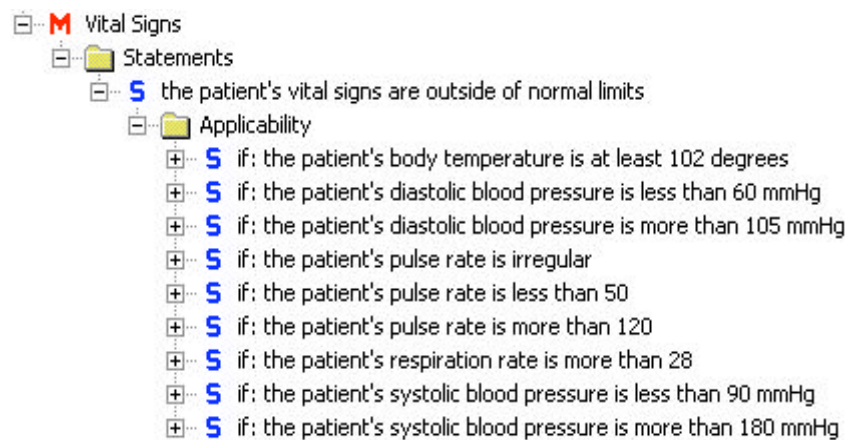 M Vital Signs
Statements
S the patient's vital signs are outside of normal limits
Applicability
S if: the patient's body temperature is at least 102 degrees
S if: the patient's diastolic blood pressure is less than 60 mmHg
S if: the patient's diastolic blood pressure is more than 105 mmHg
S if: the patient's pulse rate is irregular
S if: the patient's pulse rate is less than 50
S if: the patient's pulse rate is more than 120
S if: the patient's respiration rate is more than 28
S if: the patient's systolic blood pressure is less than 90 mmHg
S if: the patient's systolic blood pressure is more than 180 mmHg